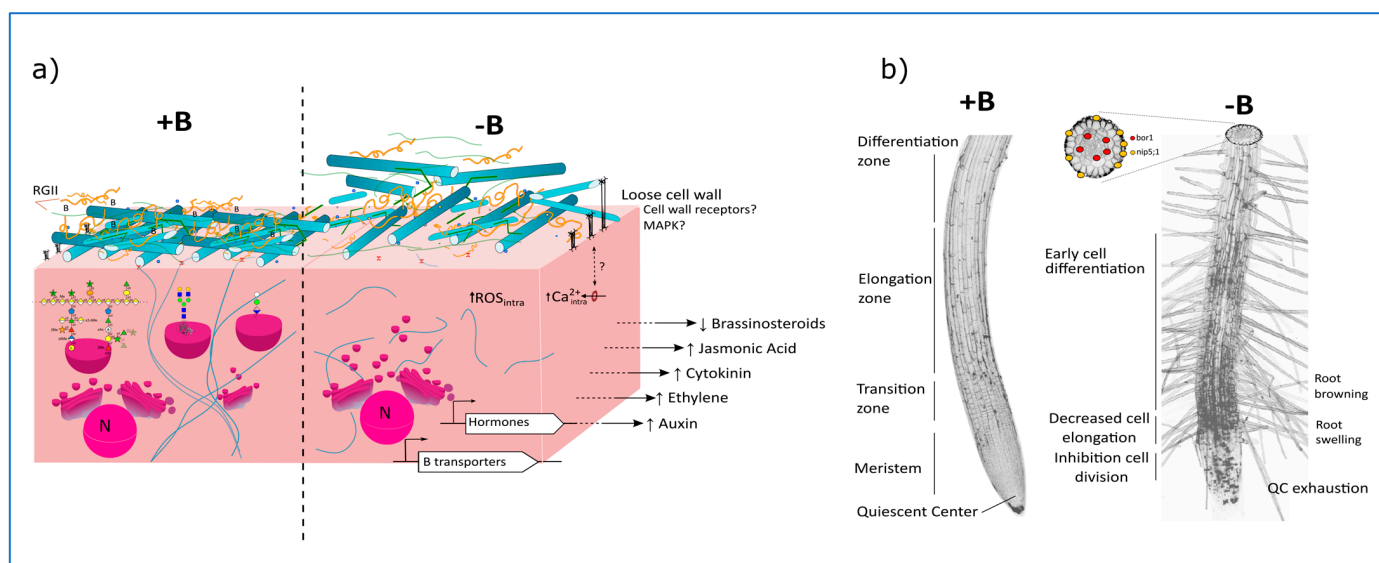 a)
+B
-B
RGII
B
B
B
B
B
B
B
Loose cell wall
Cell wall receptors?
MAPK?
?
↑ROSintra
↑Ca2+intra
N
N
↓ Brassinosteroids
↑ Jasmonic Acid
↑ Cytokinin
↑ Ethylene
↑ Auxin
Hormones
B transporters
b)
+B
-B
bor1
nip5;1
Differentiation
zone
Elongation
zone
Transition
zone
Meristem
Quiescent Center
Early cell
differentiation
Decreased cell
elongation
Inhibition cell
division
Root
browning
Root
swelling
QC exhaustion